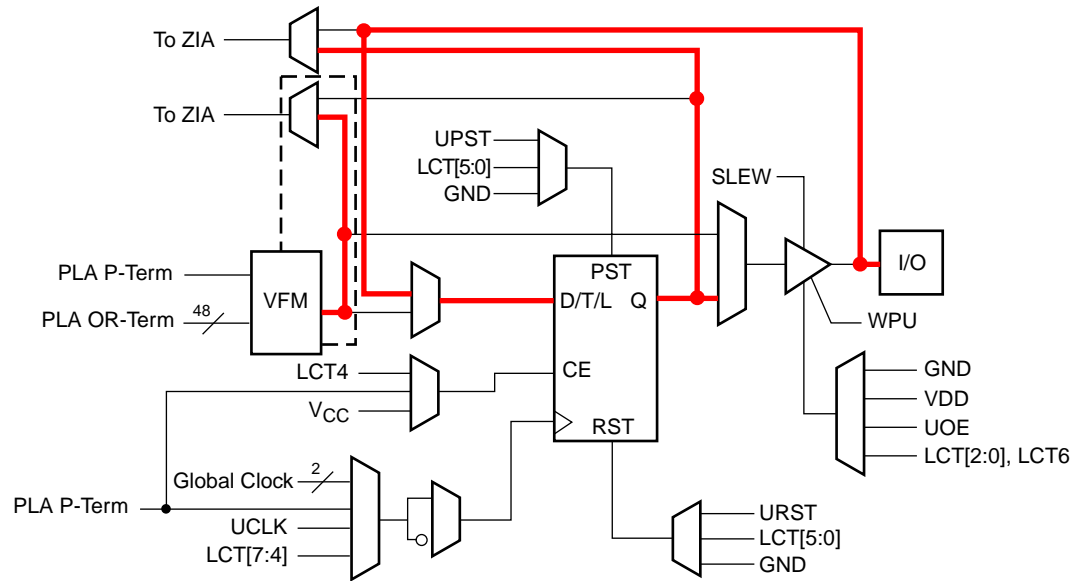 To ZIA
To ZIA
UPST
LCT[5:0]
GND
SLEW
PLA P-Term
VFM
PST
I/O
D/T/L
Q
PLA OR-Term
48
WPU
LCT4
CE
GND
VCC
VDD
RST
UOE
LCT[2:0], LCT6
Global Clock
2
PLA P-Term
UCLK
URST
LCT[7:4]
LCT[5:0]
GND